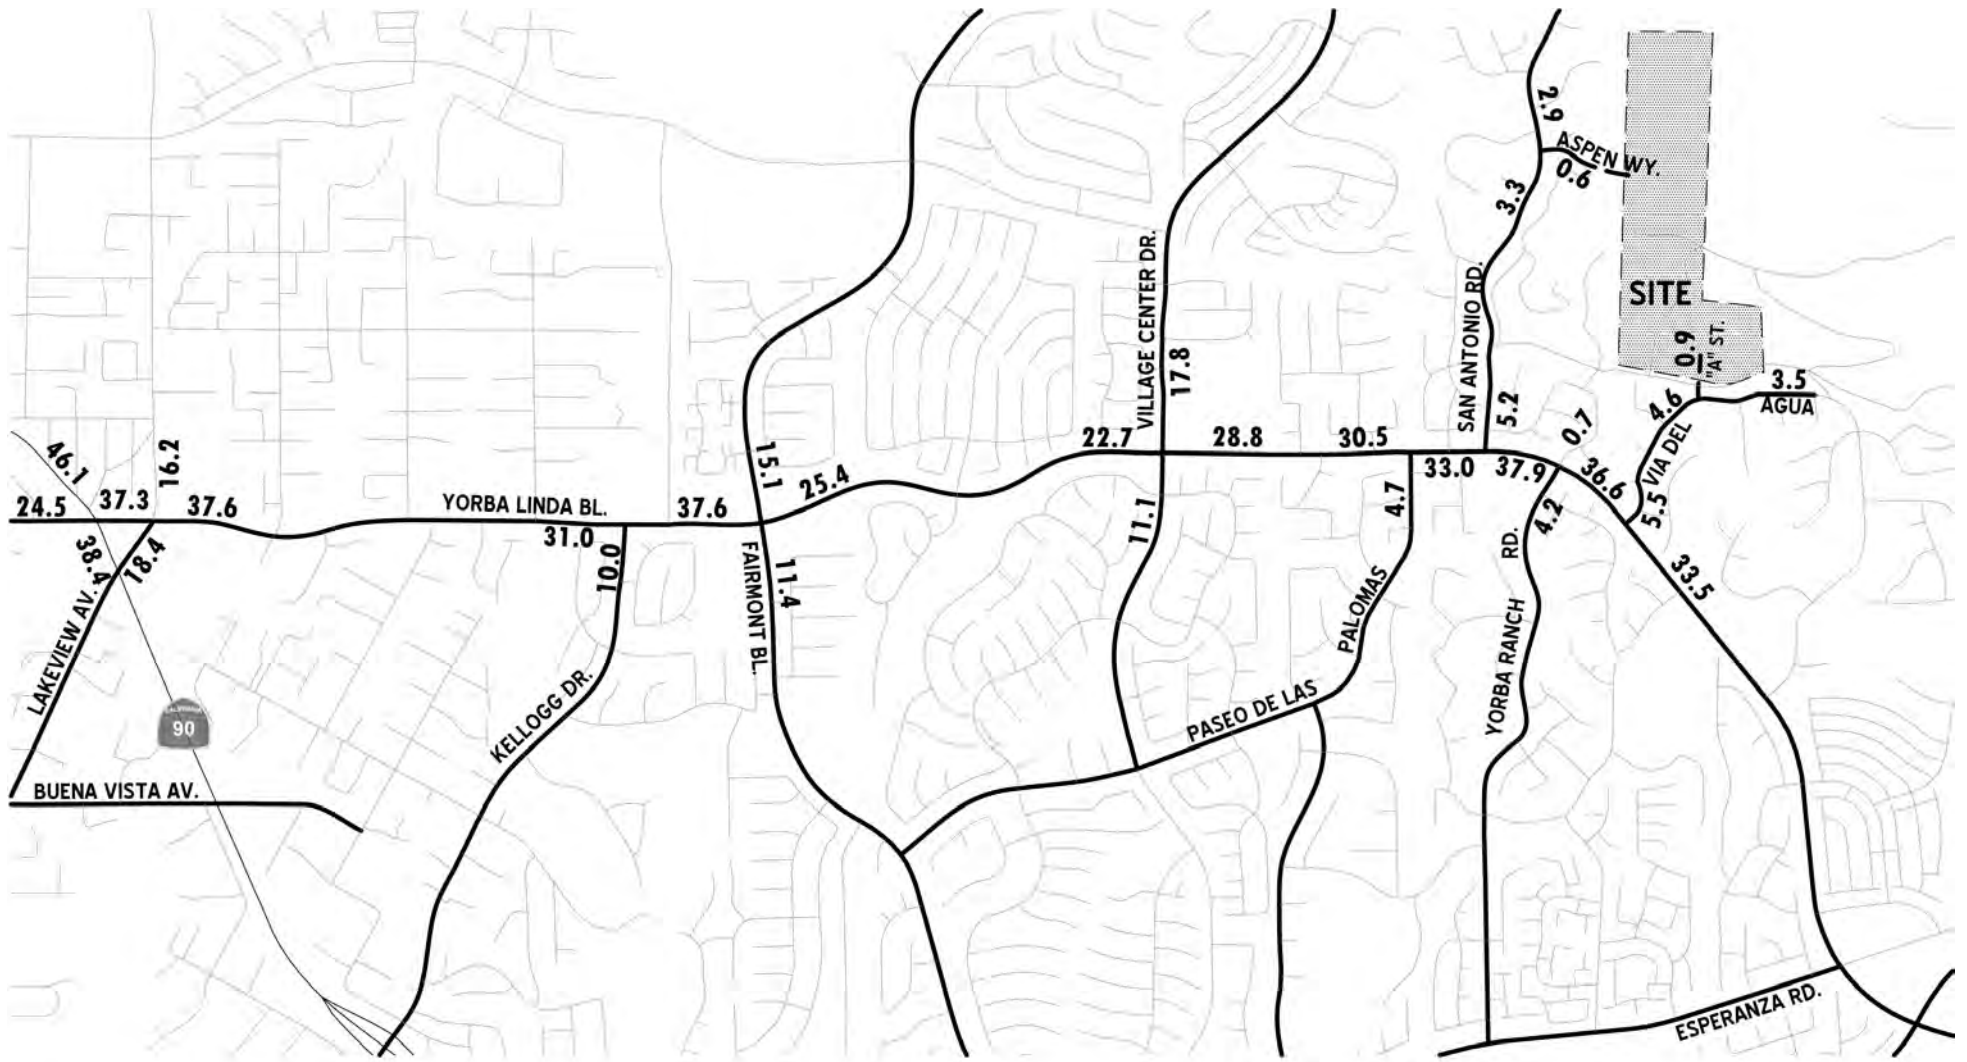 2.9
ASPEN WY.
0.6
3.3
SITE
0.9
"A" ST.
3.5
AGUA
4.6
VIA DEL
5.5
SAN ANTONIO RD.
5.2
0.7
VILLAGE CENTER DR.
17.8
22.7
28.8
30.5
33.0
37.9
36.6
33.5
46.1
16.2
24.5
37.3
37.6
YORBA LINDA BL.
31.0
37.6
15.1
25.4
11.1
4.7
4.2
38.4
18.4
10.0
FAIRMONT BL.
11.4
LAKEVIEW AV.
CALIFORNIA
90
KELLOGG DR.
PASEO DE LAS
PALOMAS
YORBA RANCH
RD.
BUENA VISTA AV.
ESPERANZA RD.